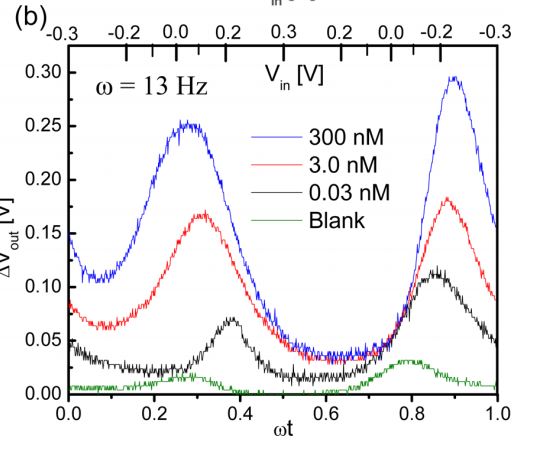 (b)
-0.3 -0.2 0.0 0.2 0.3 0.2 0.0 -0.2 -0.3
V_in [V]
ω = 13 Hz
300 nM
3.0 nM
0.03 nM
Blank
ΔV_out [V]
0.30
0.25
0.20
0.15
0.10
0.05
0.00
0.0 0.2 0.4 0.6 0.8 1.0
ωt